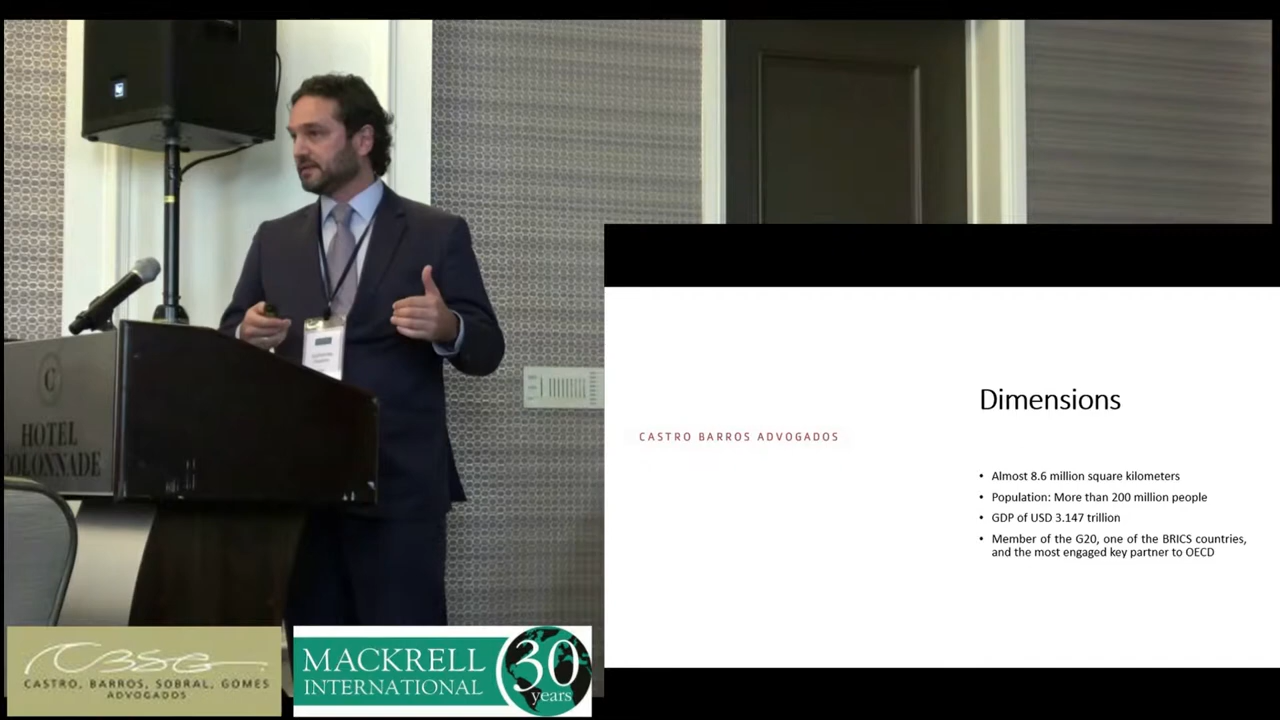 C
HOTEL
COLONNADE
CASTRO BARROS ADVOGADOS
Dimensions
• Almost 8.6 million square kilometers
• Population: More than 200 million people
• GDP of USD 3.147 trillion
• Member of the G20, one of the BRICS countries,
and the most engaged key partner to OECD
CBSG
CASTRO, BARROS, SOBRAL, GOMES
ADVOGADOS
MACKRELL
INTERNATIONAL
30
years